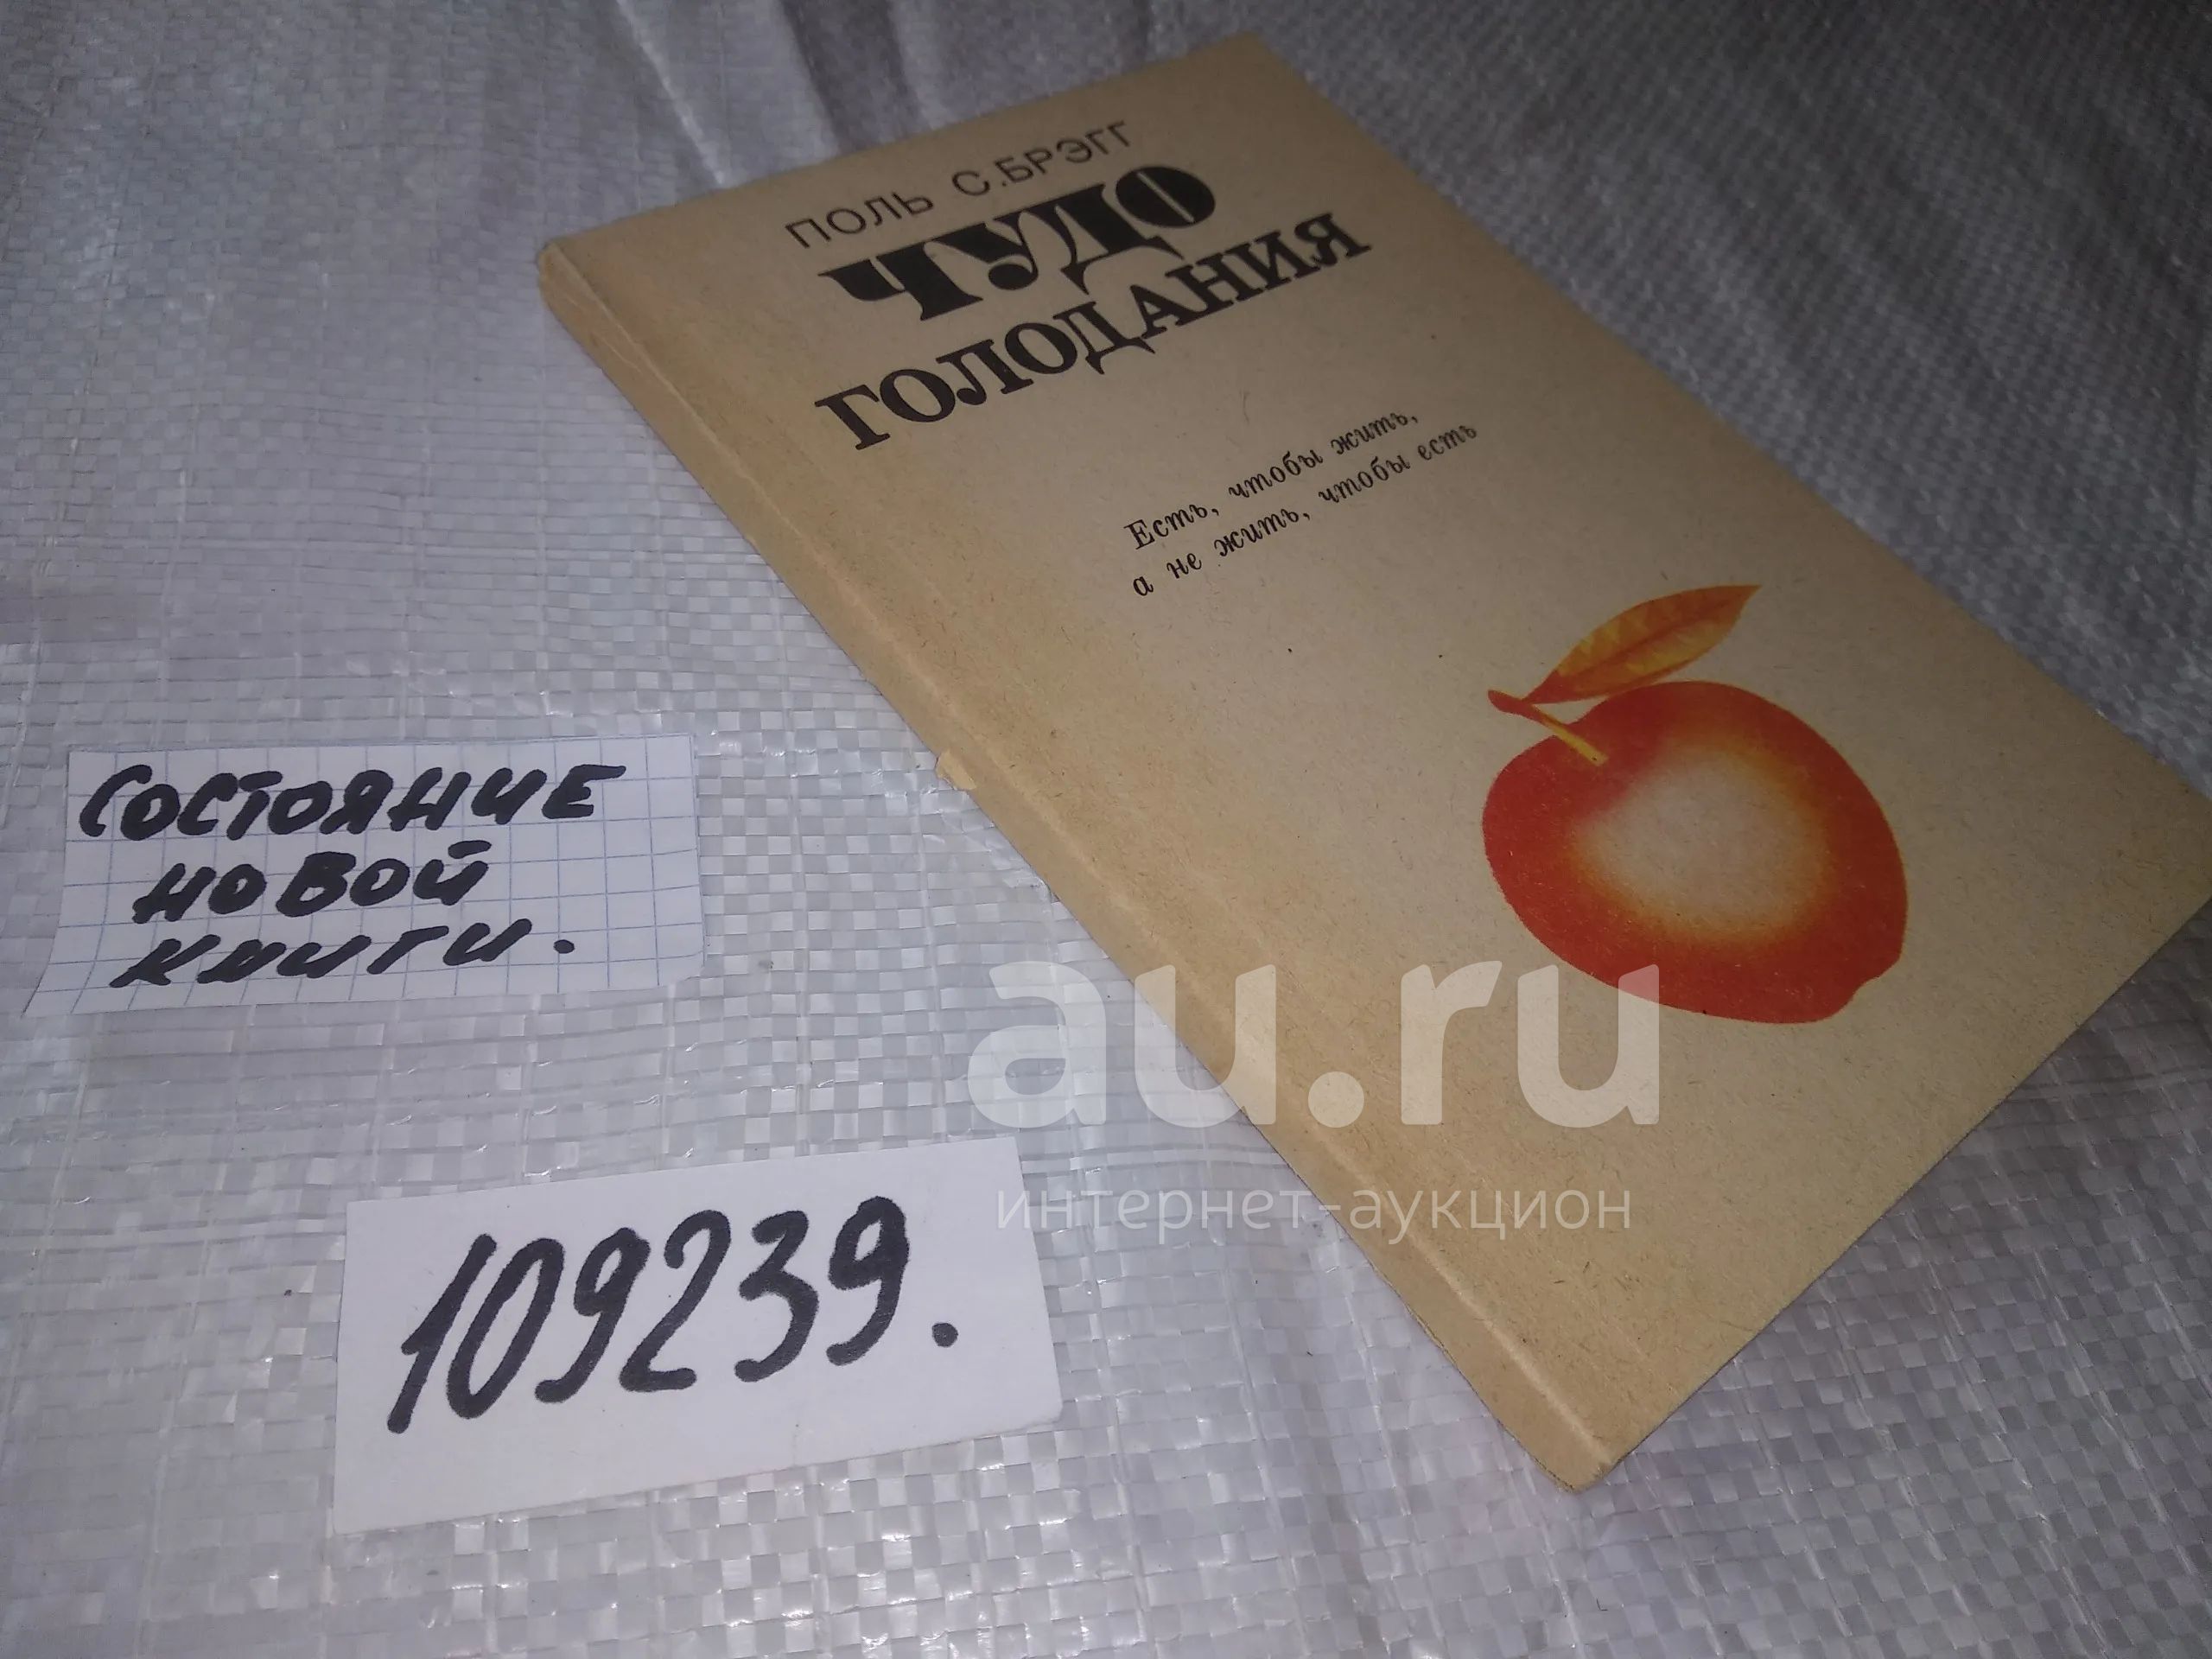 ПОЛЬ С.БРЭГГ
ЧУДО
ГОЛОДАНИЯ
Есть, чтобы жить,
а не жить, чтобы есть
СОСТОЯНИЕ
НОВОЙ
КНИГИ.
109239.
au.ru
интернет-аукцион